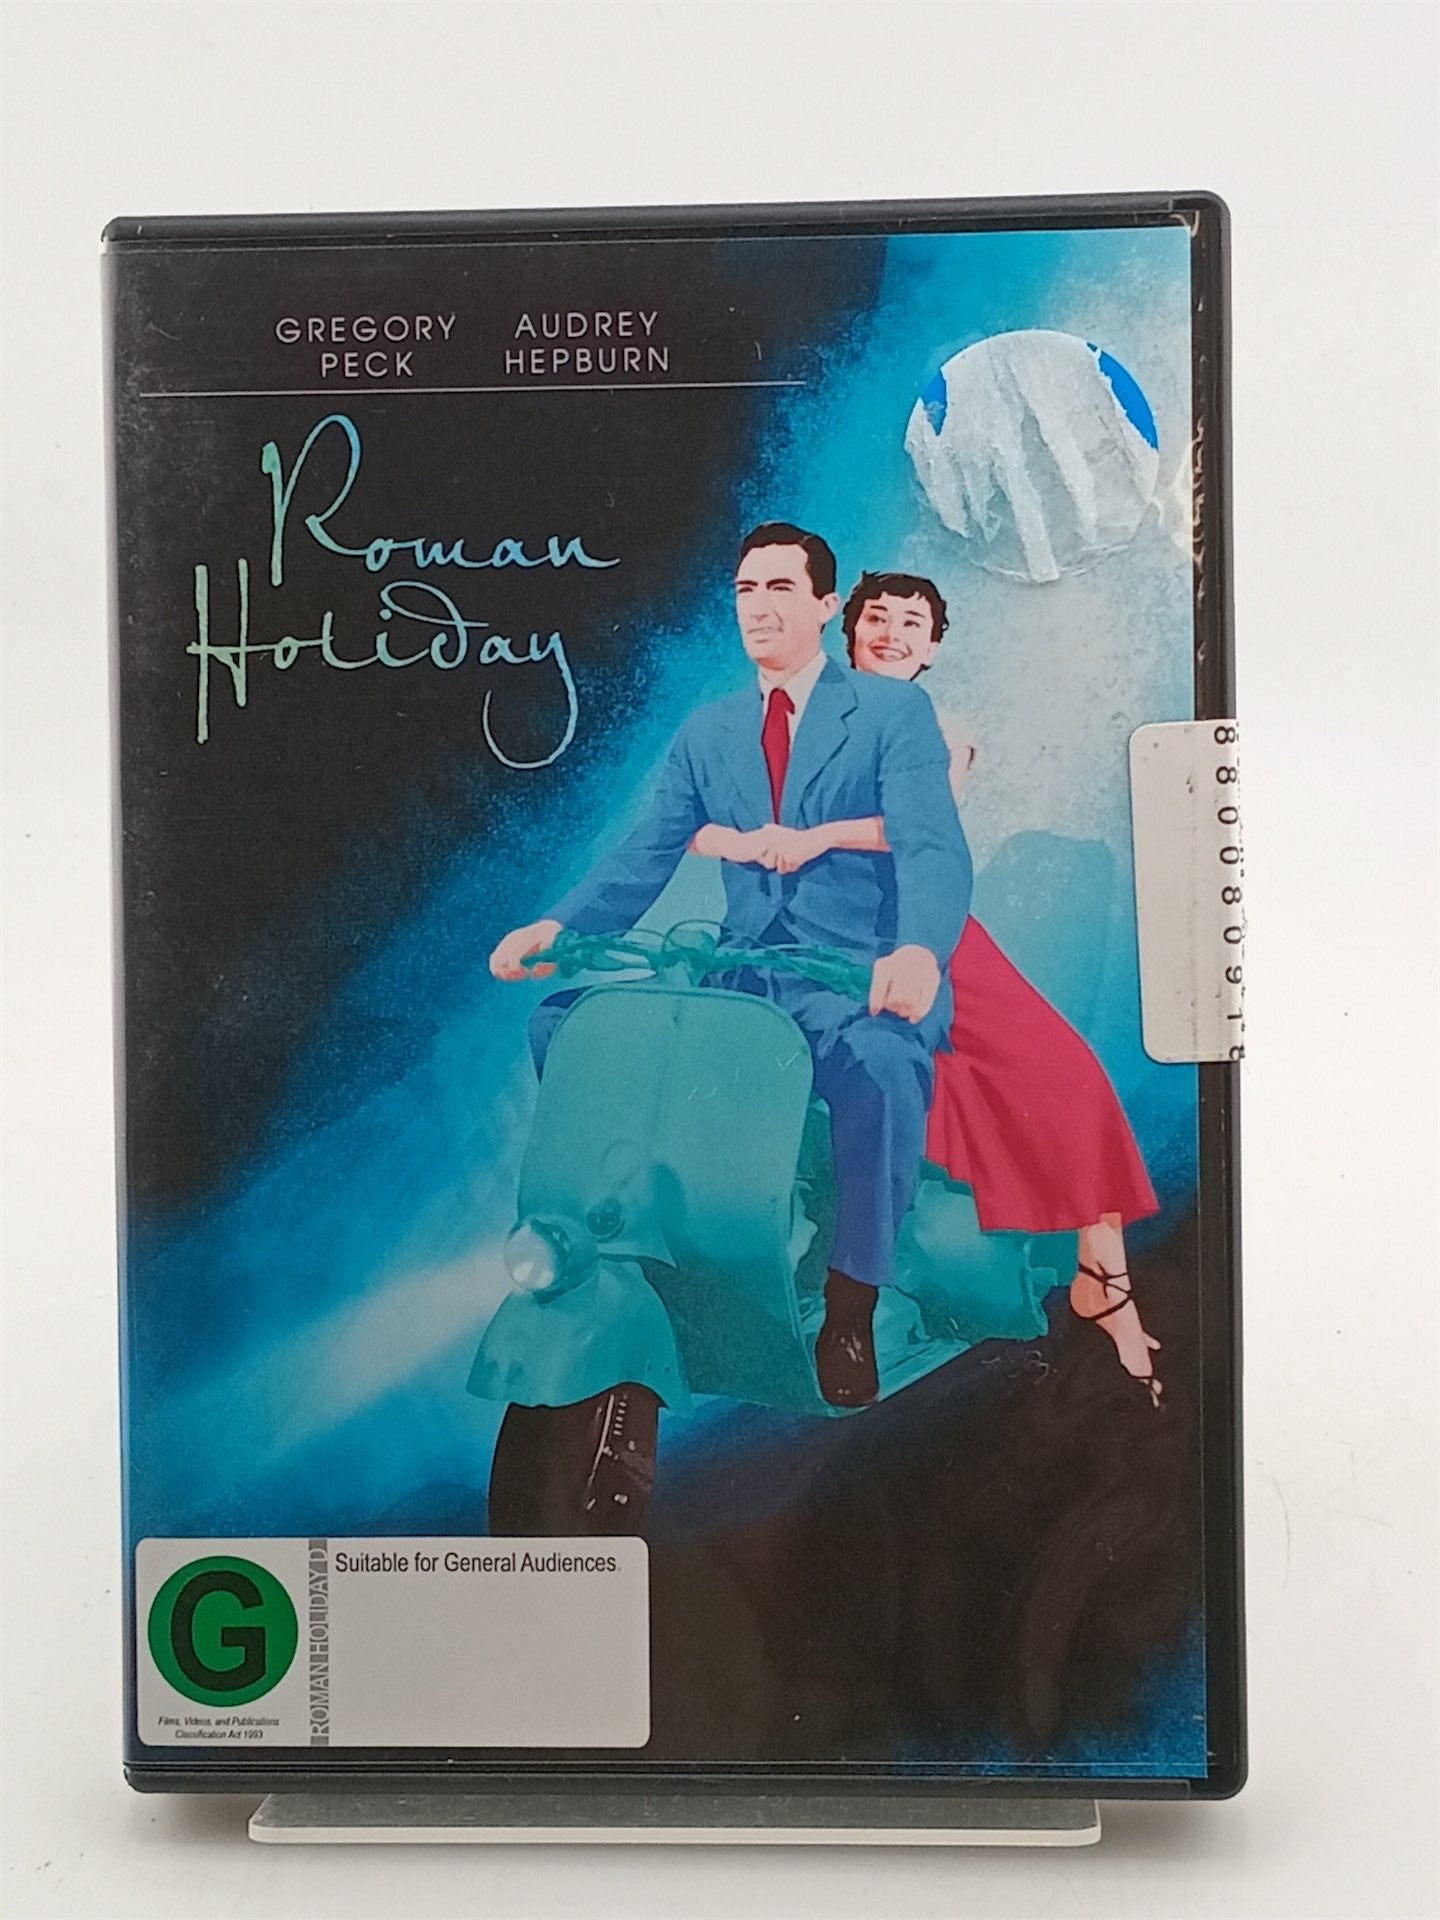 GREGORY PECK
AUDREY HEPBURN
Roman
Holiday
G
Films, Videos, and Publications
Classification Act 1993
ROMAN HOLIDAY D
Suitable for General Audiences.